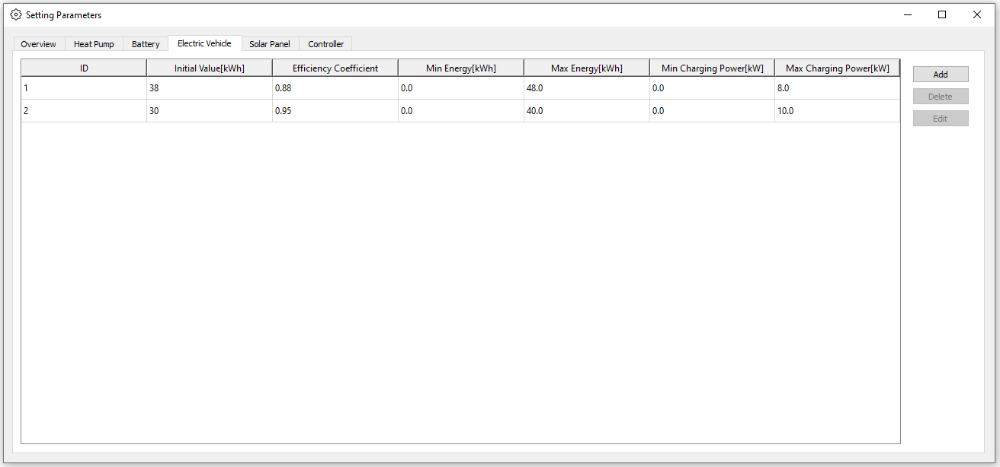 Setting Parameters
Overview Heat Pump Battery Electric Vehicle Solar Panel Controller
ID Initial Value[kWh] Efficiency Coefficient Min Energy[kWh] Max Energy[kWh] Min Charging Power[kW] Max Charging Power[kW]
1 38 0.88 0.0 48.0 0.0 8.0
2 30 0.95 0.0 40.0 0.0 10.0
Add
Delete
Edit